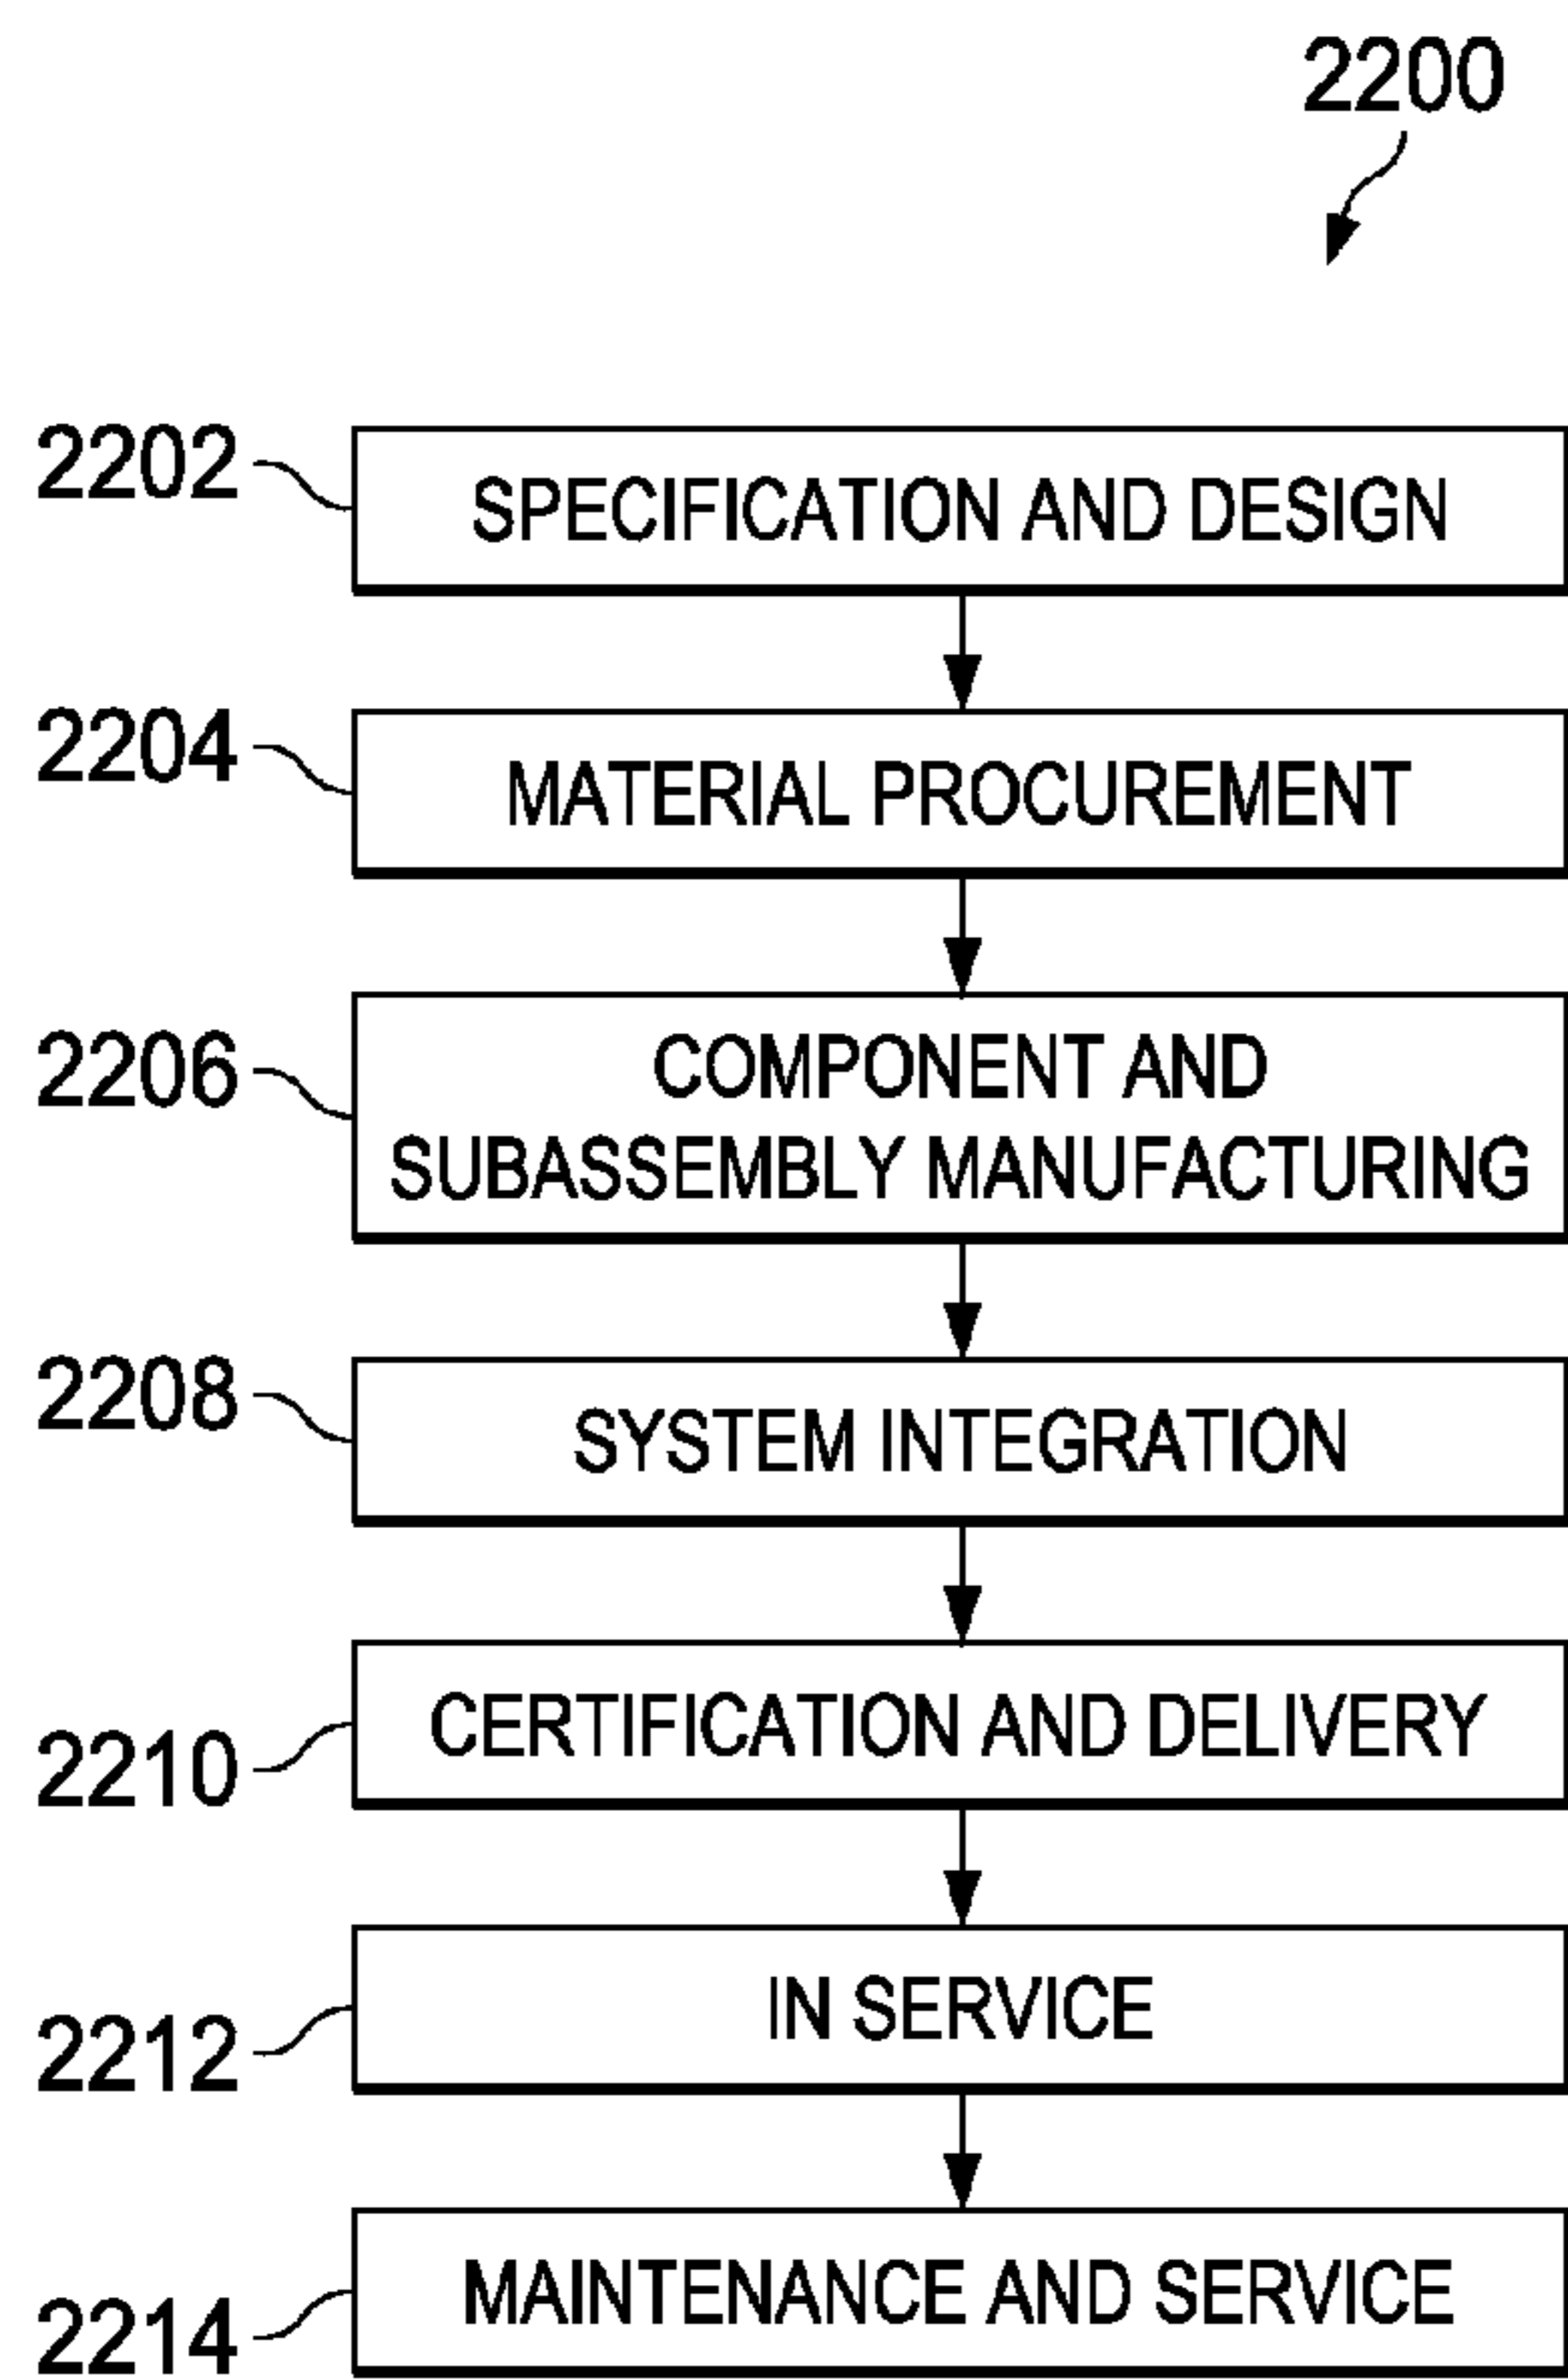 2200
2202
SPECIFICATION AND DESIGN
2204
MATERIAL PROCUREMENT
2206
COMPONENT AND
SUBASSEMBLY MANUFACTURING
2208
SYSTEM INTEGRATION
2210
CERTIFICATION AND DELIVERY
2212
IN SERVICE
2214
MAINTENANCE AND SERVICE